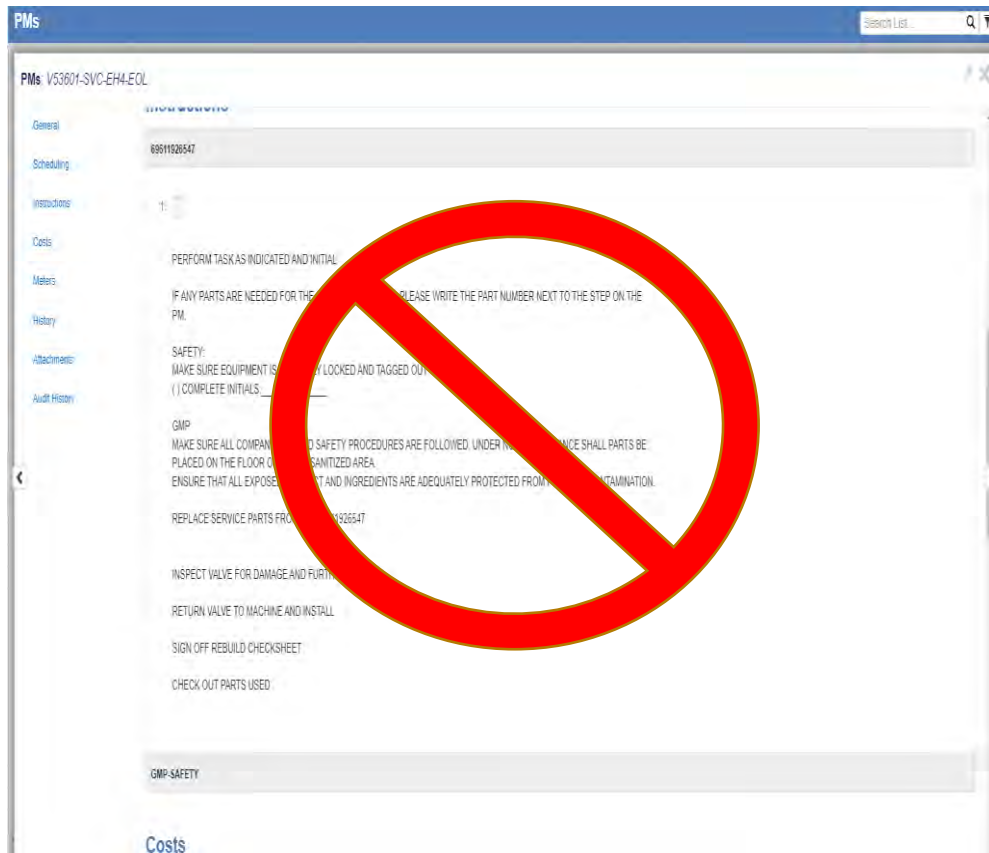 PMs
Search List...
PMs: V53601-SVC-EH4-EOL
Instructions
General
69611926547
Scheduling
Instructions
1:
Costs
PERFORM TASK AS INDICATED AND INITIAL
Meters
IF ANY PARTS ARE NEEDED FOR THE PLEASE WRITE THE PART NUMBER NEXT TO THE STEP ON THE
PM.
History
SAFETY:
Attachments
MAKE SURE EQUIPMENT IS LOCKED AND TAGGED OUT
Audit History
( ) COMPLETE INITIALS
GMP
MAKE SURE ALL SAFETY PROCEDURES ARE FOLLOWED. UNDER SHALL PARTS BE
PLACED ON THE FLOOR SANITIZED AREA.
ENSURE THAT ALL AND INGREDIENTS ARE ADEQUATELY PROTECTED FROM
REPLACE SERVICE PARTS
INSPECT VALVE FOR DAMAGE AND
RETURN VALVE TO MACHINE AND INSTALL
SIGN OFF REBUILD CHECKSHEET
CHECK OUT PARTS USED
GMP-SAFETY
Costs